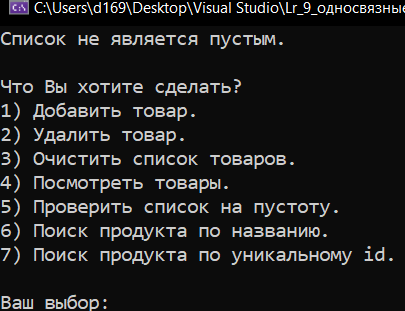 C:\Users\d169\Desktop\Visual Studio\Lr_9_односвязные
Список не является пустым.
Что Вы хотите сделать?
1) Добавить товар.
2) Удалить товар.
3) Очистить список товаров.
4) Посмотреть товары.
5) Проверить список на пустоту.
6) Поиск продукта по названию.
7) Поиск продукта по уникальному id.
Ваш выбор: